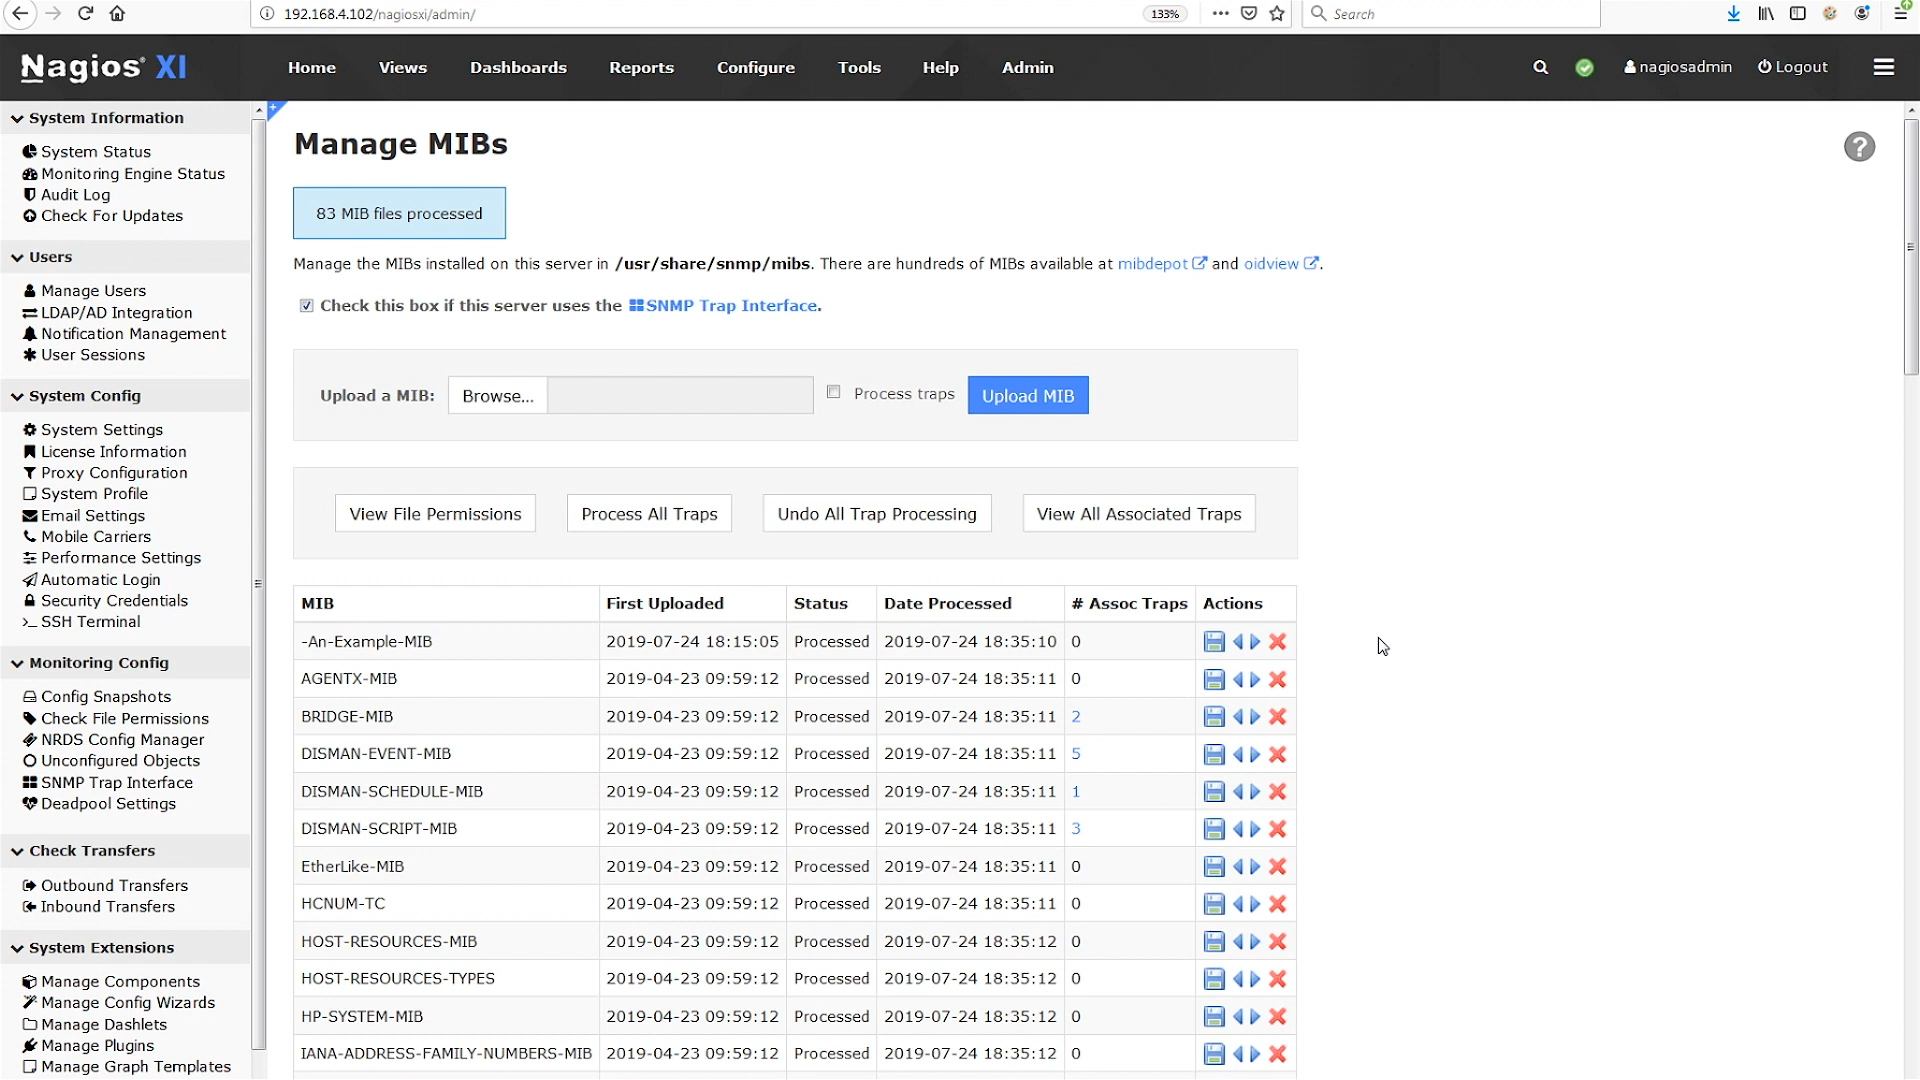 192.168.4.102/nagiosxi/admin/
133%
Search
Nagios® XI
Home Views Dashboards Reports Configure Tools Help Admin
nagiosadmin Logout
System Information
System Status
Monitoring Engine Status
Audit Log
Check For Updates
Users
Manage Users
LDAP/AD Integration
Notification Management
User Sessions
System Config
System Settings
License Information
Proxy Configuration
System Profile
Email Settings
Mobile Carriers
Performance Settings
Automatic Login
Security Credentials
SSH Terminal
Monitoring Config
Config Snapshots
Check File Permissions
NRDS Config Manager
Unconfigured Objects
SNMP Trap Interface
Deadpool Settings
Check Transfers
Outbound Transfers
Inbound Transfers
System Extensions
Manage Components
Manage Config Wizards
Manage Dashlets
Manage Plugins
Manage Graph Templates
Manage MIBs
?
83 MIB files processed
Manage the MIBs installed on this server in /usr/share/snmp/mibs. There are hundreds of MIBs available at mibdepot and oidview.
Check this box if this server uses the SNMP Trap Interface.
Upload a MIB: Browse... Process traps Upload MIB
View File Permissions Process All Traps Undo All Trap Processing View All Associated Traps
MIB First Uploaded Status Date Processed # Assoc Traps Actions
-An-Example-MIB 2019-07-24 18:15:05 Processed 2019-07-24 18:35:10 0
AGENTX-MIB 2019-04-23 09:59:12 Processed 2019-07-24 18:35:11 0
BRIDGE-MIB 2019-04-23 09:59:12 Processed 2019-07-24 18:35:11 2
DISMAN-EVENT-MIB 2019-04-23 09:59:12 Processed 2019-07-24 18:35:11 5
DISMAN-SCHEDULE-MIB 2019-04-23 09:59:12 Processed 2019-07-24 18:35:11 1
DISMAN-SCRIPT-MIB 2019-04-23 09:59:12 Processed 2019-07-24 18:35:11 3
EtherLike-MIB 2019-04-23 09:59:12 Processed 2019-07-24 18:35:11 0
HCNUM-TC 2019-04-23 09:59:12 Processed 2019-07-24 18:35:11 0
HOST-RESOURCES-MIB 2019-04-23 09:59:12 Processed 2019-07-24 18:35:12 0
HOST-RESOURCES-TYPES 2019-04-23 09:59:12 Processed 2019-07-24 18:35:12 0
HP-SYSTEM-MIB 2019-04-23 09:59:12 Processed 2019-07-24 18:35:12 0
IANA-ADDRESS-FAMILY-NUMBERS-MIB 2019-04-23 09:59:12 Processed 2019-07-24 18:35:12 0